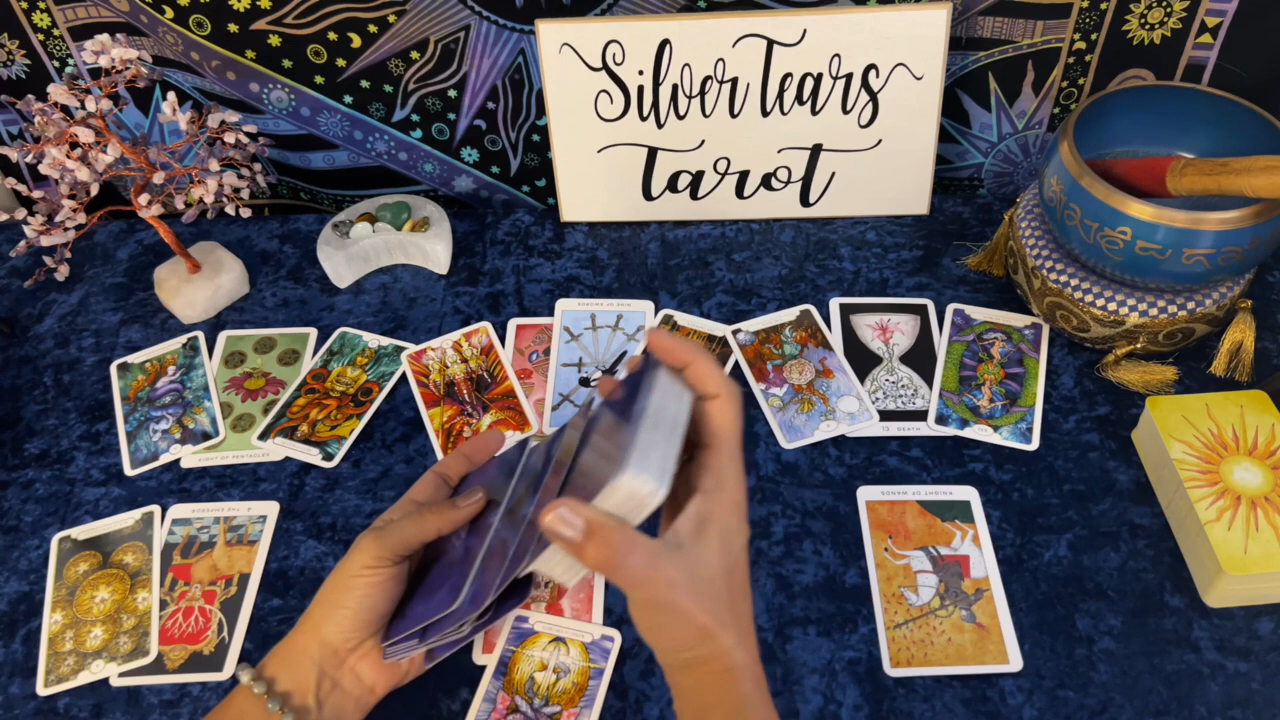 Silver Tears
Tarot
NINE OF SWORDS
EIGHT OF PENTACLES
13 DEATH
4 THE EMPEROR
KNIGHT OF WANDS